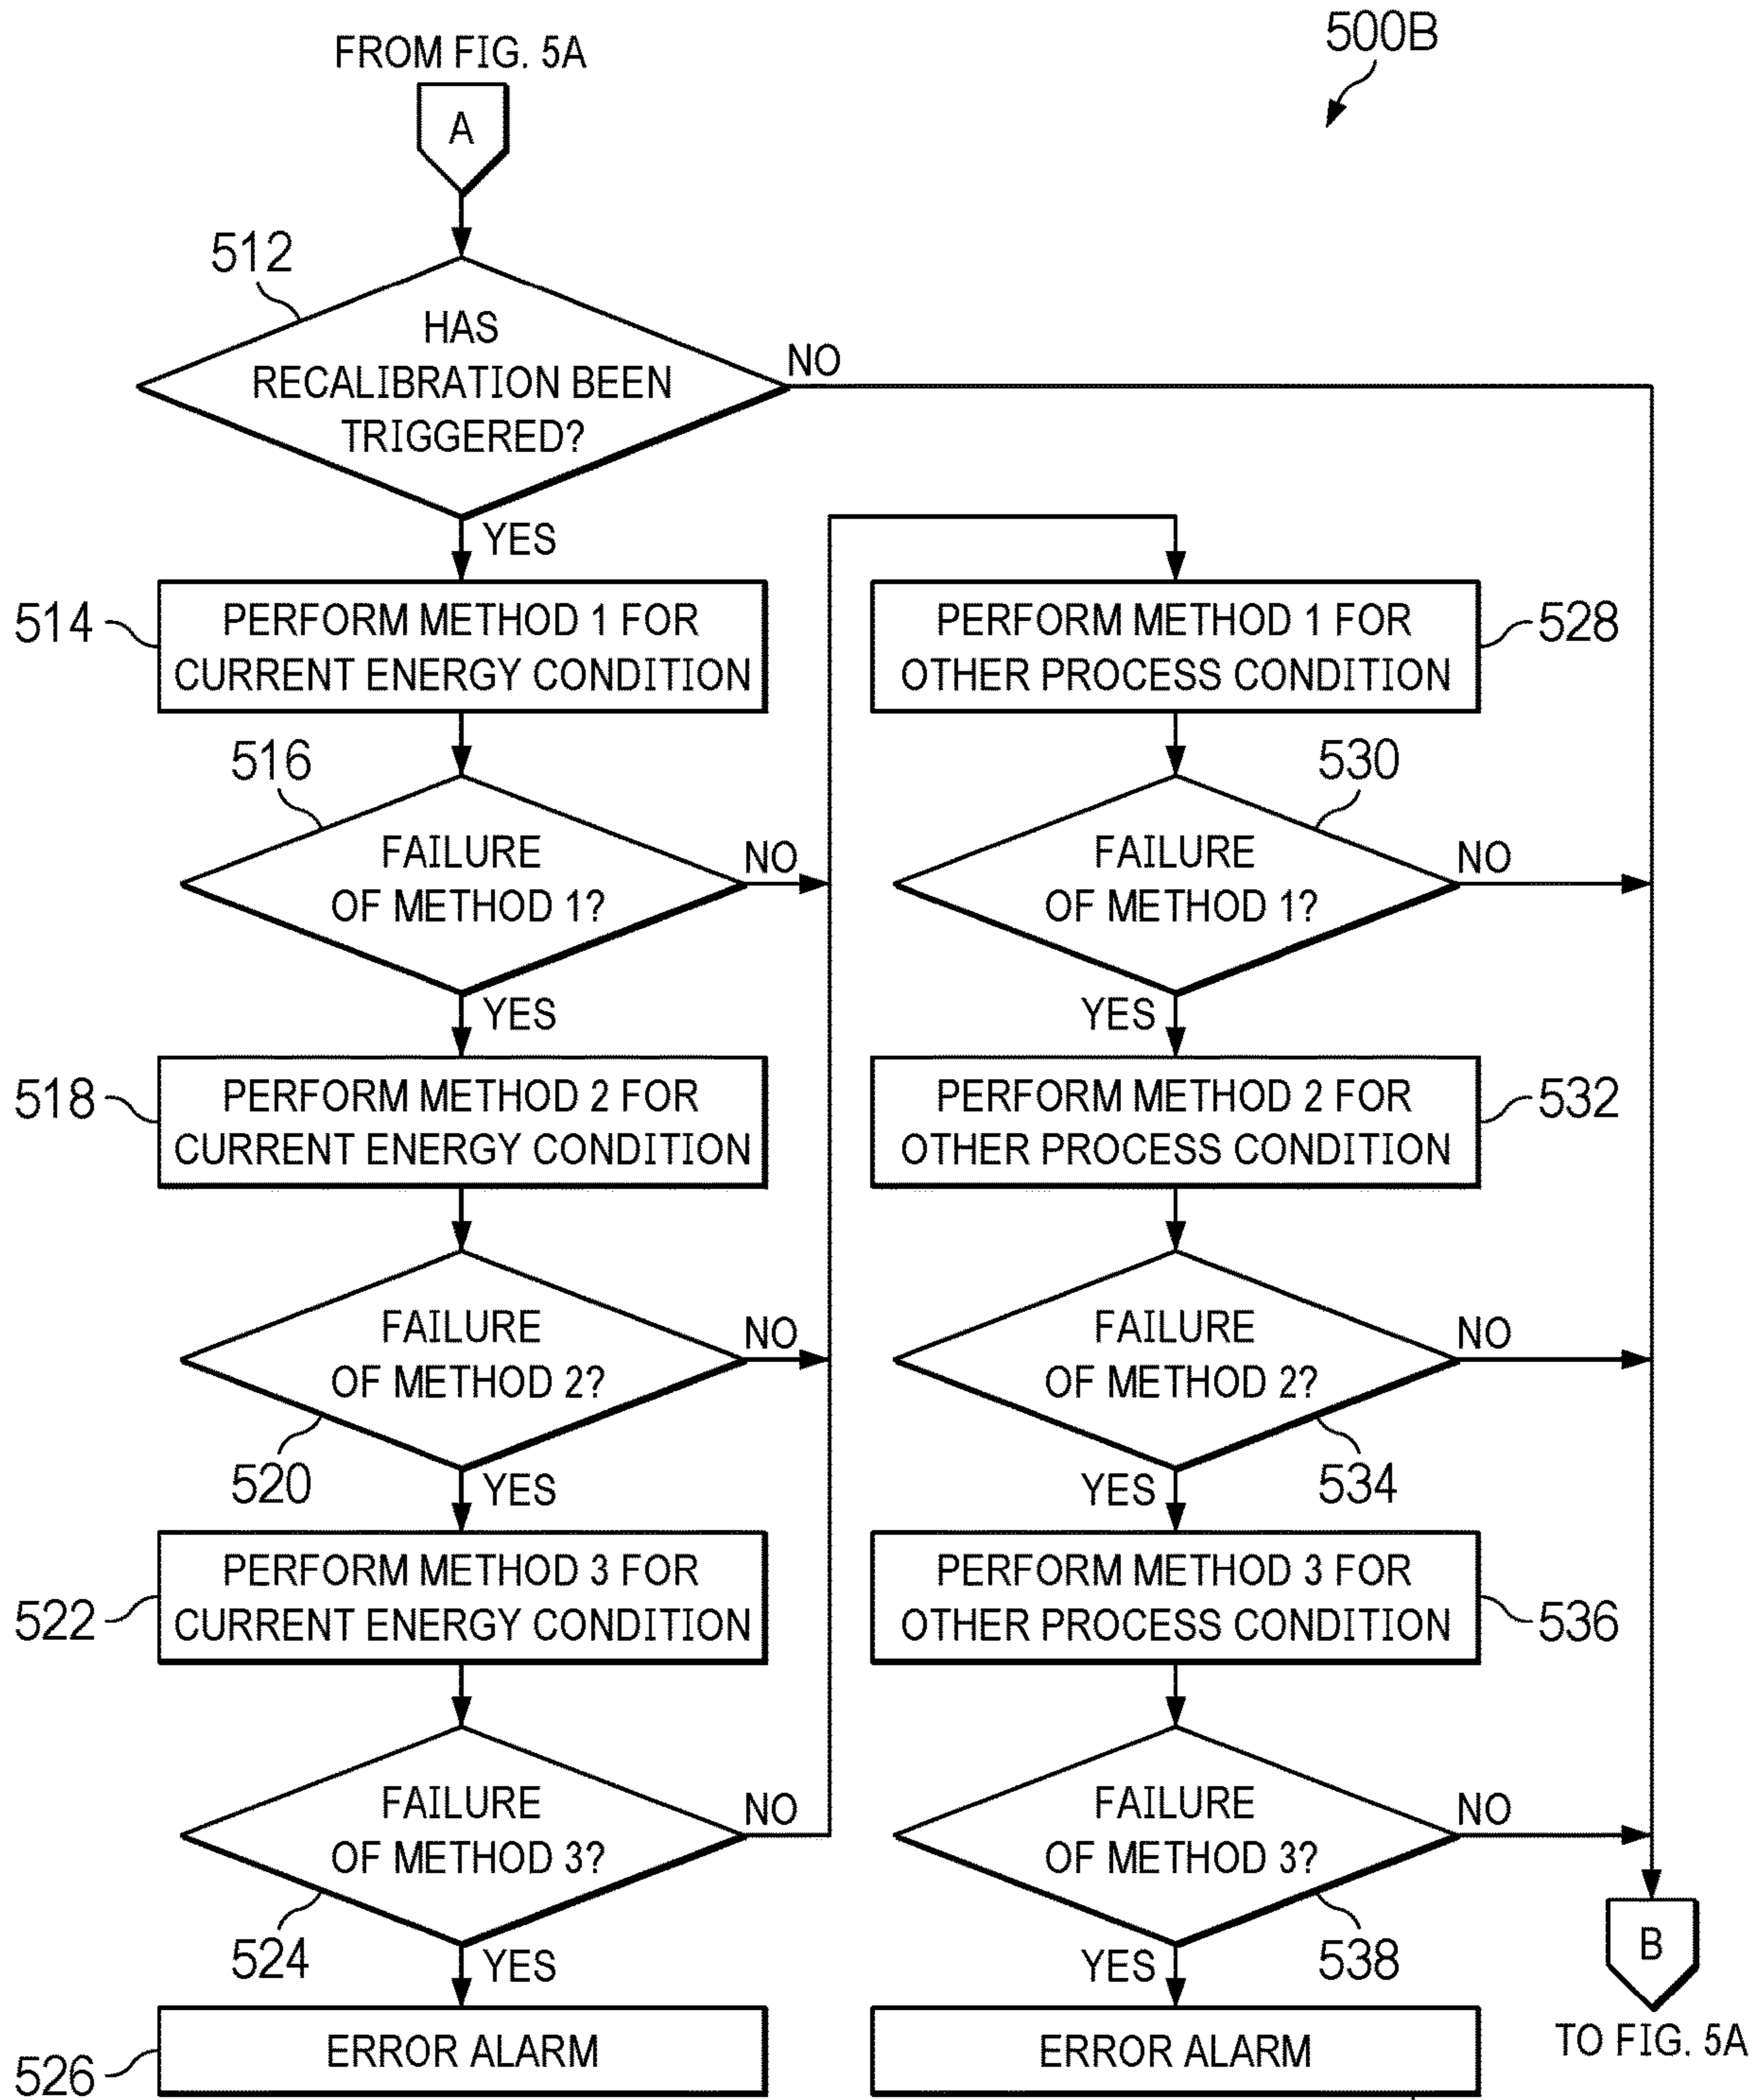 500B
FROM FIG. 5A
A
512
HAS
RECALIBRATION BEEN
TRIGGERED?
NO
YES
514
PERFORM METHOD 1 FOR
CURRENT ENERGY CONDITION
PERFORM METHOD 1 FOR
OTHER PROCESS CONDITION
528
516
FAILURE
OF METHOD 1?
NO
530
FAILURE
OF METHOD 1?
NO
YES
YES
518
PERFORM METHOD 2 FOR
CURRENT ENERGY CONDITION
PERFORM METHOD 2 FOR
OTHER PROCESS CONDITION
532
FAILURE
OF METHOD 2?
NO
FAILURE
OF METHOD 2?
NO
520
YES
YES
534
522
PERFORM METHOD 3 FOR
CURRENT ENERGY CONDITION
PERFORM METHOD 3 FOR
OTHER PROCESS CONDITION
536
FAILURE
OF METHOD 3?
NO
FAILURE
OF METHOD 3?
NO
524
YES
YES
538
B
TO FIG. 5A
526
ERROR ALARM
ERROR ALARM